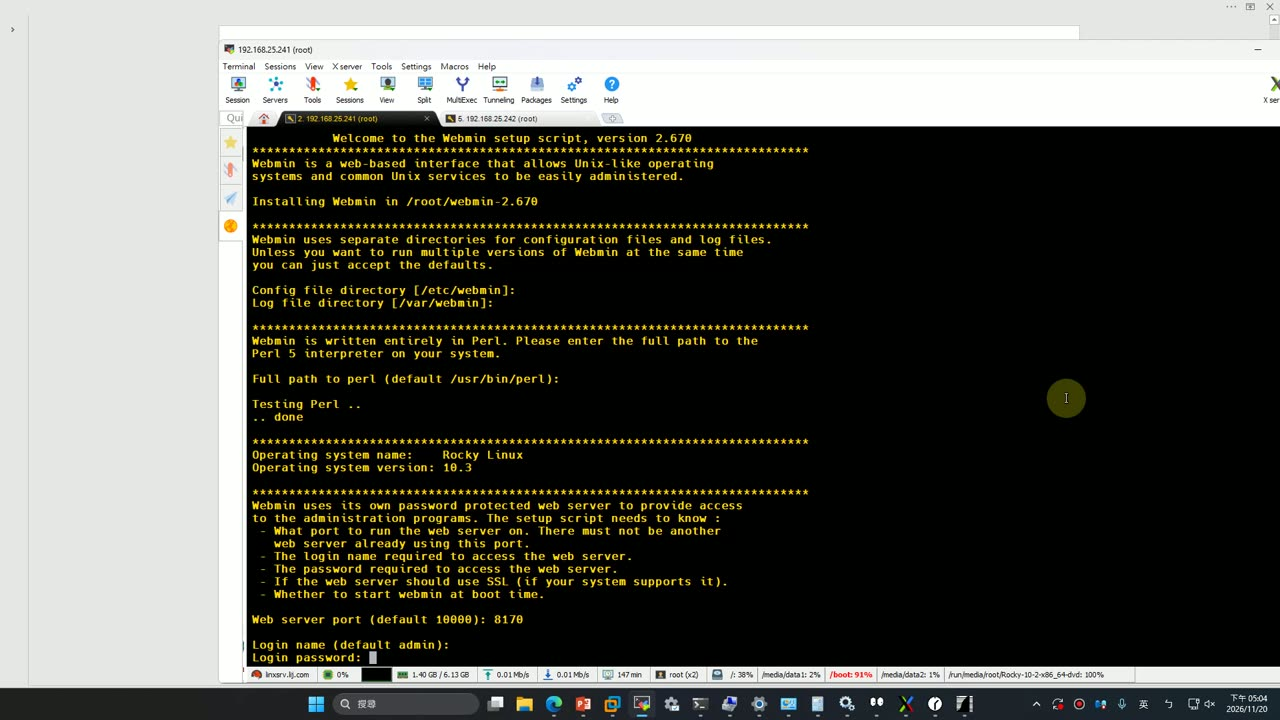 192.168.25.241 (root)
Terminal Sessions View X server Tools Settings Macros Help
Session Servers Tools Sessions View Split MultiExec Tunneling Packages Settings Help X ser
Qui
2. 192.168.25.241 (root)
5. 192.168.25.242 (root)
Welcome to the Webmin setup script, version 2.670
****************************************************************************
Webmin is a web-based interface that allows Unix-like operating
systems and common Unix services to be easily administered.
Installing Webmin in /root/webmin-2.670
****************************************************************************
Webmin uses separate directories for configuration files and log files.
Unless you want to run multiple versions of Webmin at the same time
you can just accept the defaults.
Config file directory [/etc/webmin]:
Log file directory [/var/webmin]:
****************************************************************************
Webmin is written entirely in Perl. Please enter the full path to the
Perl 5 interpreter on your system.
Full path to perl (default /usr/bin/perl):
Testing Perl ..
.. done
****************************************************************************
Operating system name:    Rocky Linux
Operating system version: 10.3
****************************************************************************
Webmin uses its own password protected web server to provide access
to the administration programs. The setup script needs to know :
- What port to run the web server on. There must not be another
web server already using this port.
- The login name required to access the web server.
- The password required to access the web server.
- If the web server should use SSL (if your system supports it).
- Whether to start webmin at boot time.
Web server port (default 10000): 8170
Login name (default admin):
Login password:
linxsrv.lij.com 0% 1.40 GB / 6.13 GB 0.01 Mb/s 0.01 Mb/s 147 min root (x2) /: 38% /media/data1: 2% /boot: 91% /media/data2: 1% /run/media/root/Rocky-10-2-x86_64-dvd: 100%
搜尋
英
下午 05:04
2026/11/20